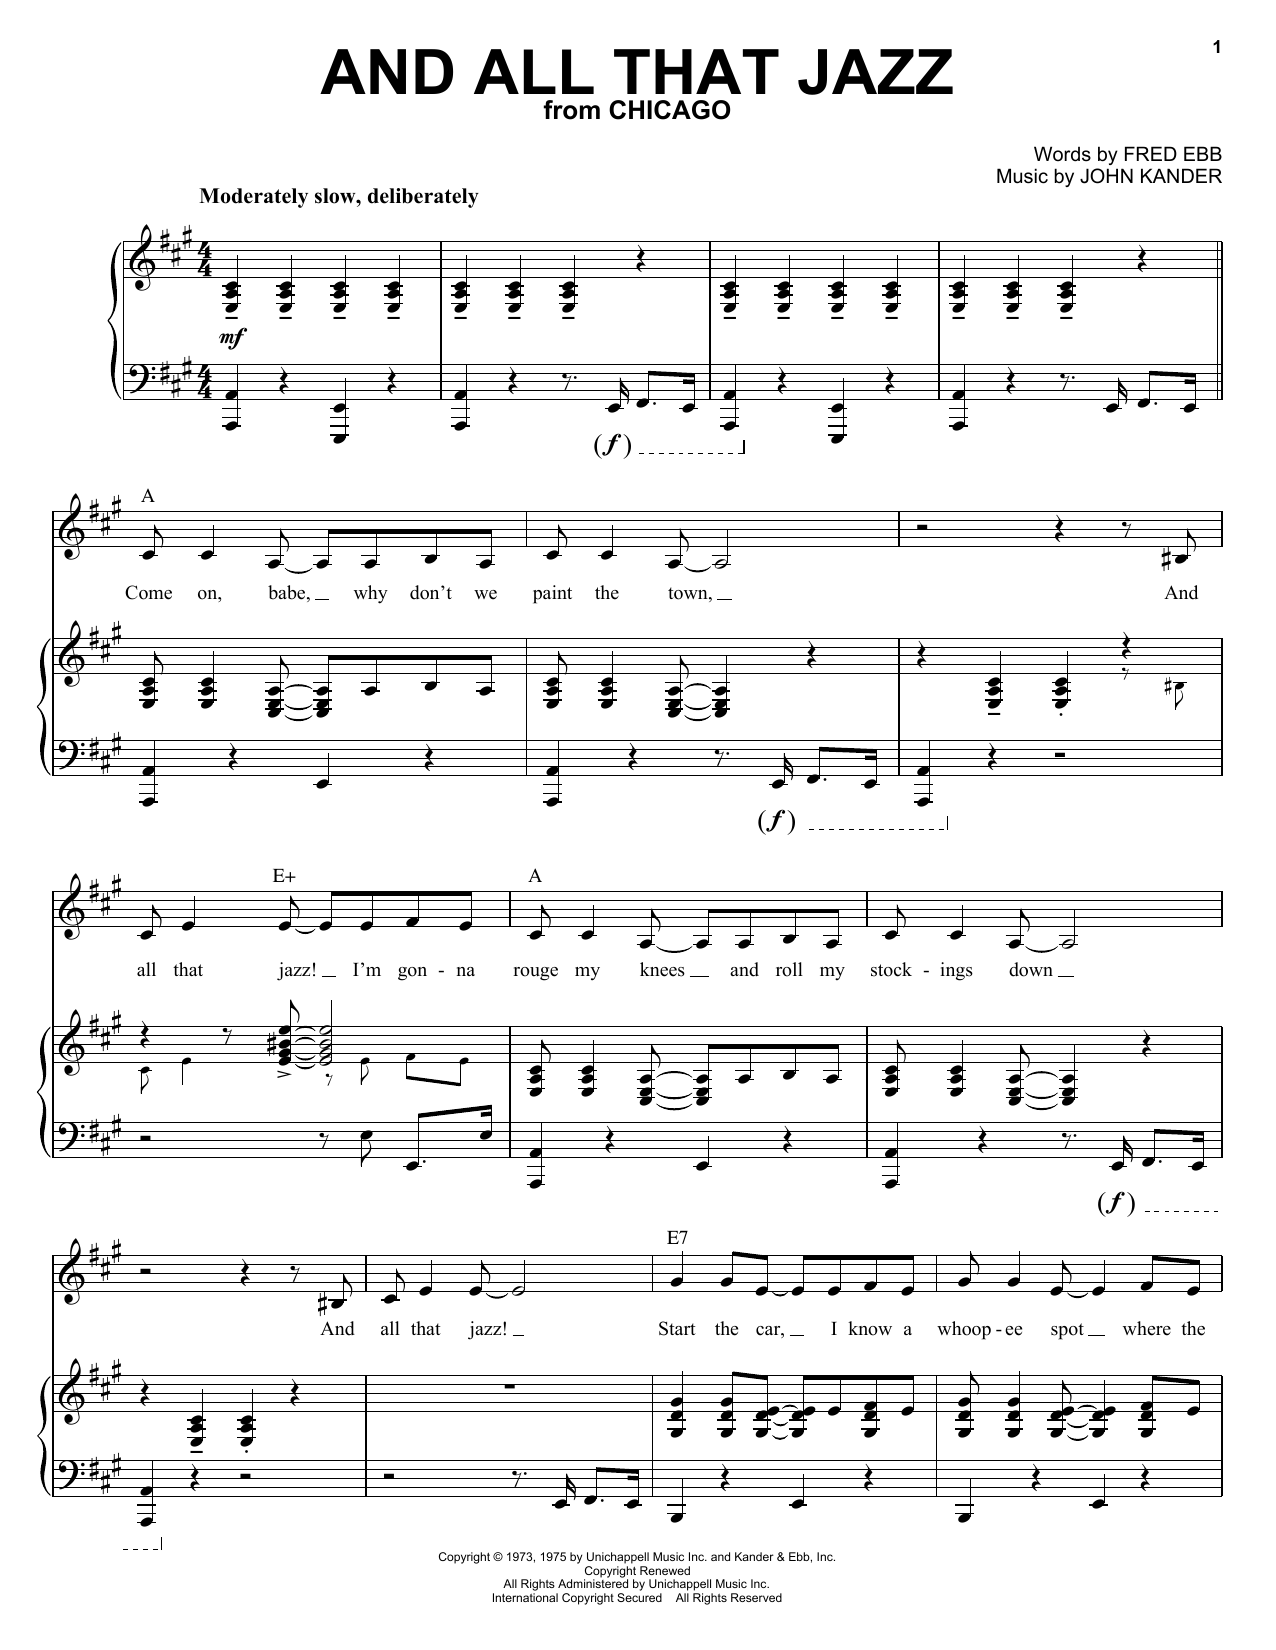 1
AND ALL THAT JAZZ
from CHICAGO
Words by FRED EBB
Music by JOHN KANDER
Moderately slow, deliberately
4 4
mf
4 4
(f)
A
Come on, babe, why don't we paint the town, And
(f)
E+ A
all that jazz! I'm gon - na rouge my knees and roll my stock - ings down
(f)
E7
And all that jazz! Start the car, I know a whoop - ee spot where the
Copyright © 1973, 1975 by Unichappell Music Inc. and Kander & Ebb, Inc.
Copyright Renewed
All Rights Administered by Unichappell Music Inc.
International Copyright Secured All Rights Reserved